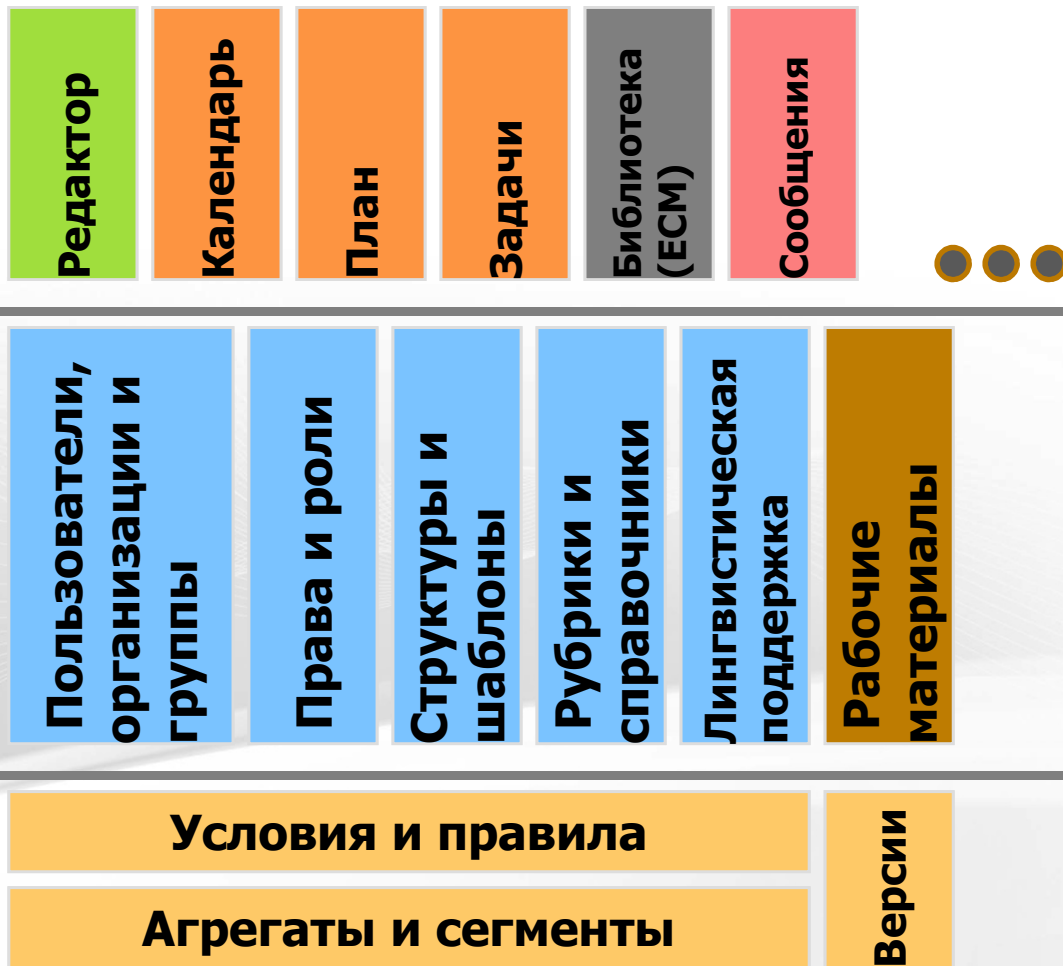 Редактор
Календарь
План
Задачи
Библиотека
(ECM)
Сообщения
Пользователи,
организации и
группы
Права и роли
Структуры и
шаблоны
Рубрики и
справочники
Лингвистическая
поддержка
Рабочие
материалы
Условия и правила
Агрегаты и сегменты
Версии